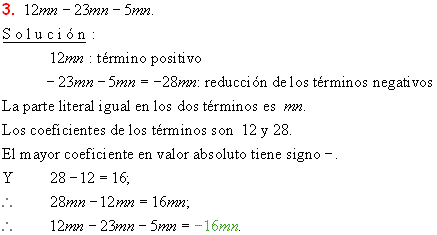 3. 12mn − 23mn − 5mn.
Solución:
12mn : término positivo
− 23mn − 5mn = −28mn: reducción de los términos negativos
La parte literal igual en los dos términos es mn.
Los coeficientes de los términos son 12 y 28.
El mayor coeficiente en valor absoluto tiene signo −.
Y 28 − 12 = 16;
∴ 28mn − 12mn = 16mn;
∴ 12mn − 23mn − 5mn = −16mn.